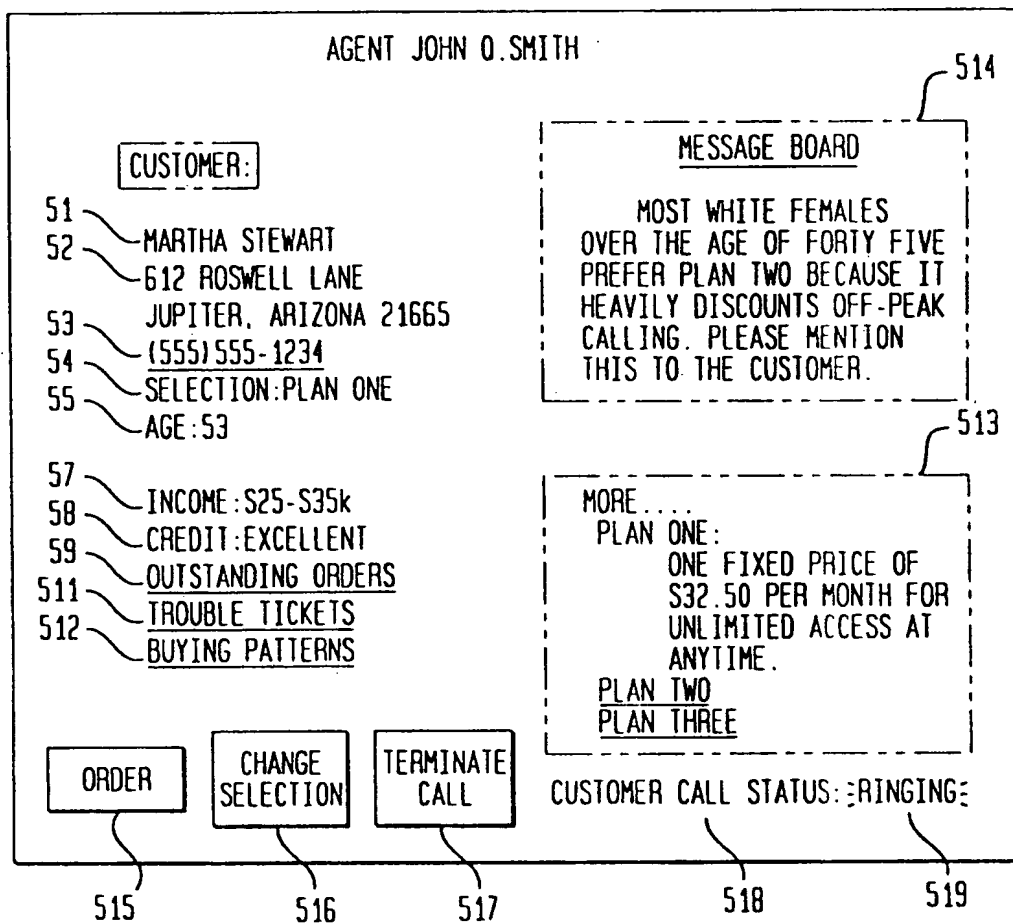 AGENT JOHN Q.SMITH
514
CUSTOMER:
MESSAGE BOARD
MOST WHITE FEMALES
OVER THE AGE OF FORTY FIVE
PREFER PLAN TWO BECAUSE IT
HEAVILY DISCOUNTS OFF-PEAK
CALLING. PLEASE MENTION
THIS TO THE CUSTOMER.
51
MARTHA STEWART
52
612 ROSWELL LANE
JUPITER, ARIZONA 21665
53
(555)555-1234
54
SELECTION:PLAN ONE
55
AGE:53
513
57
INCOME:S25-S35k
58
CREDIT:EXCELLENT
59
OUTSTANDING ORDERS
511
TROUBLE TICKETS
512
BUYING PATTERNS
MORE....
PLAN ONE:
ONE FIXED PRICE OF
S32.50 PER MONTH FOR
UNLIMITED ACCESS AT
ANYTIME.
PLAN TWO
PLAN THREE
ORDER
CHANGE
SELECTION
TERMINATE
CALL
CUSTOMER CALL STATUS: RINGING
515
516
517
518
519